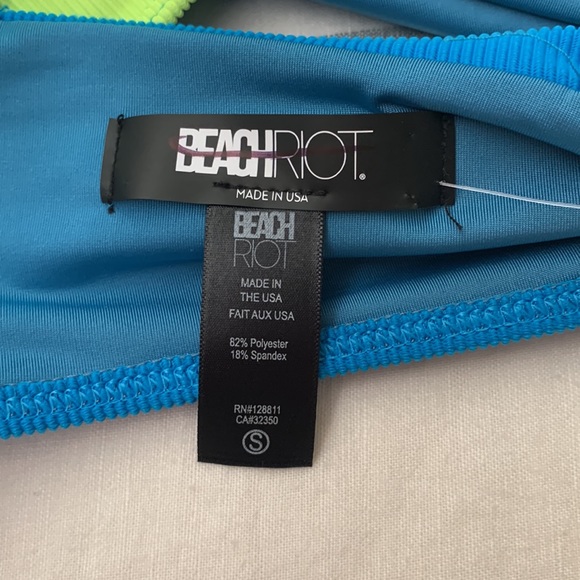 BEACHRIOT®
MADE IN USA
BEACH
RIOT
MADE IN
THE USA
FAIT AUX USA
82% Polyester
18% Spandex
RN#128811
CA#32350
S